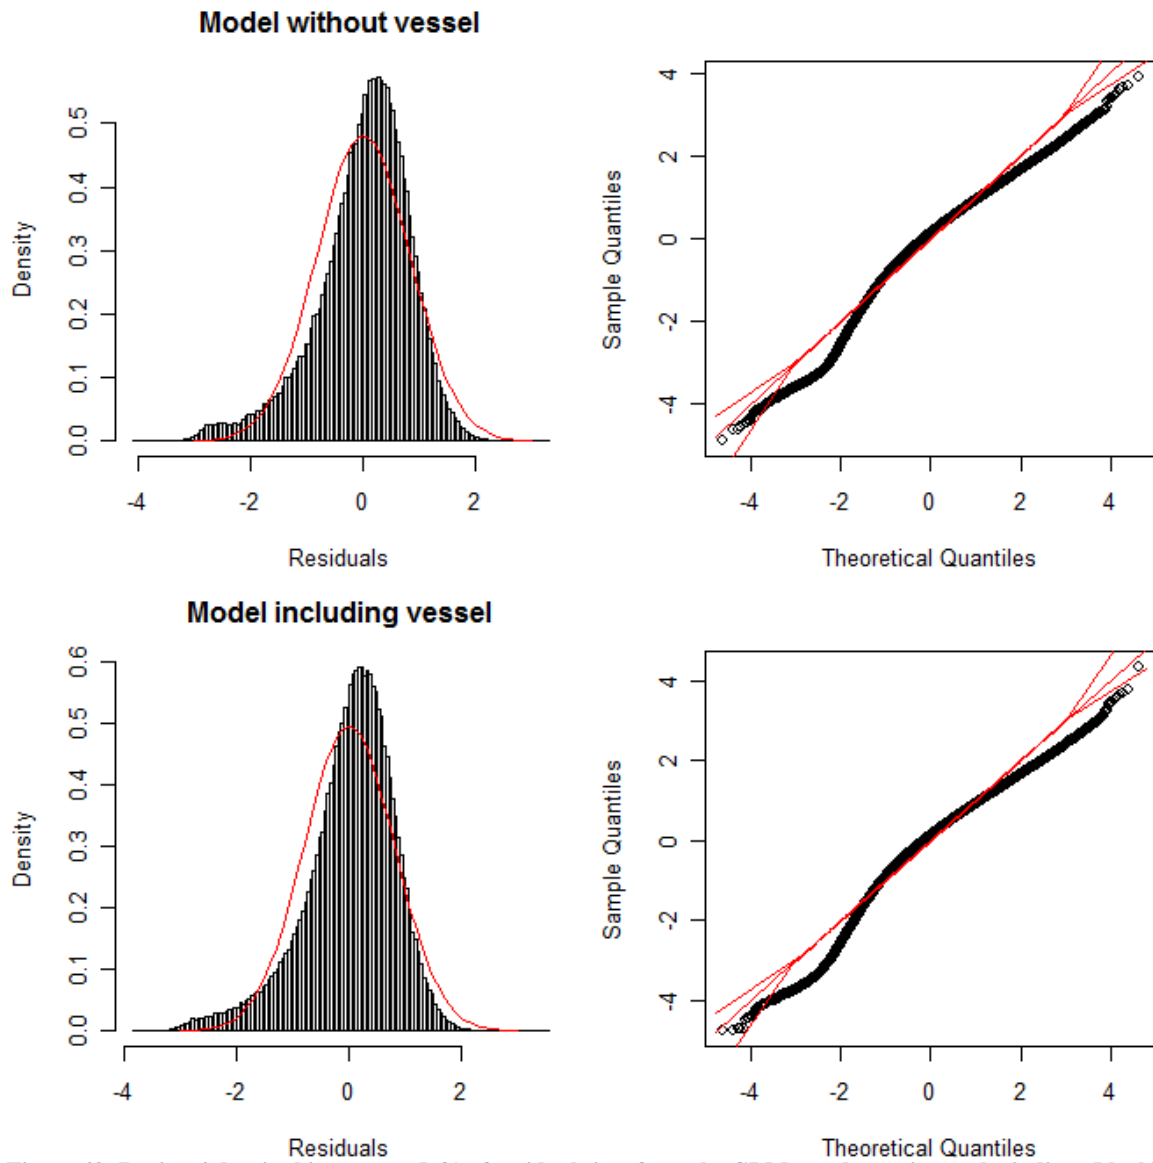 Model without vessel
Density
0.0 0.1 0.2 0.3 0.4 0.5
-4 -2 0 2
Residuals
Sample Quantiles
-4 -2 0 2 4
-4 -2 0 2 4
Theoretical Quantiles
Model including vessel
Density
0.0 0.1 0.2 0.3 0.4 0.5 0.6
-4 -2 0 2
Residuals
Sample Quantiles
-4 -2 0 2 4
-4 -2 0 2 4
Theoretical Quantiles